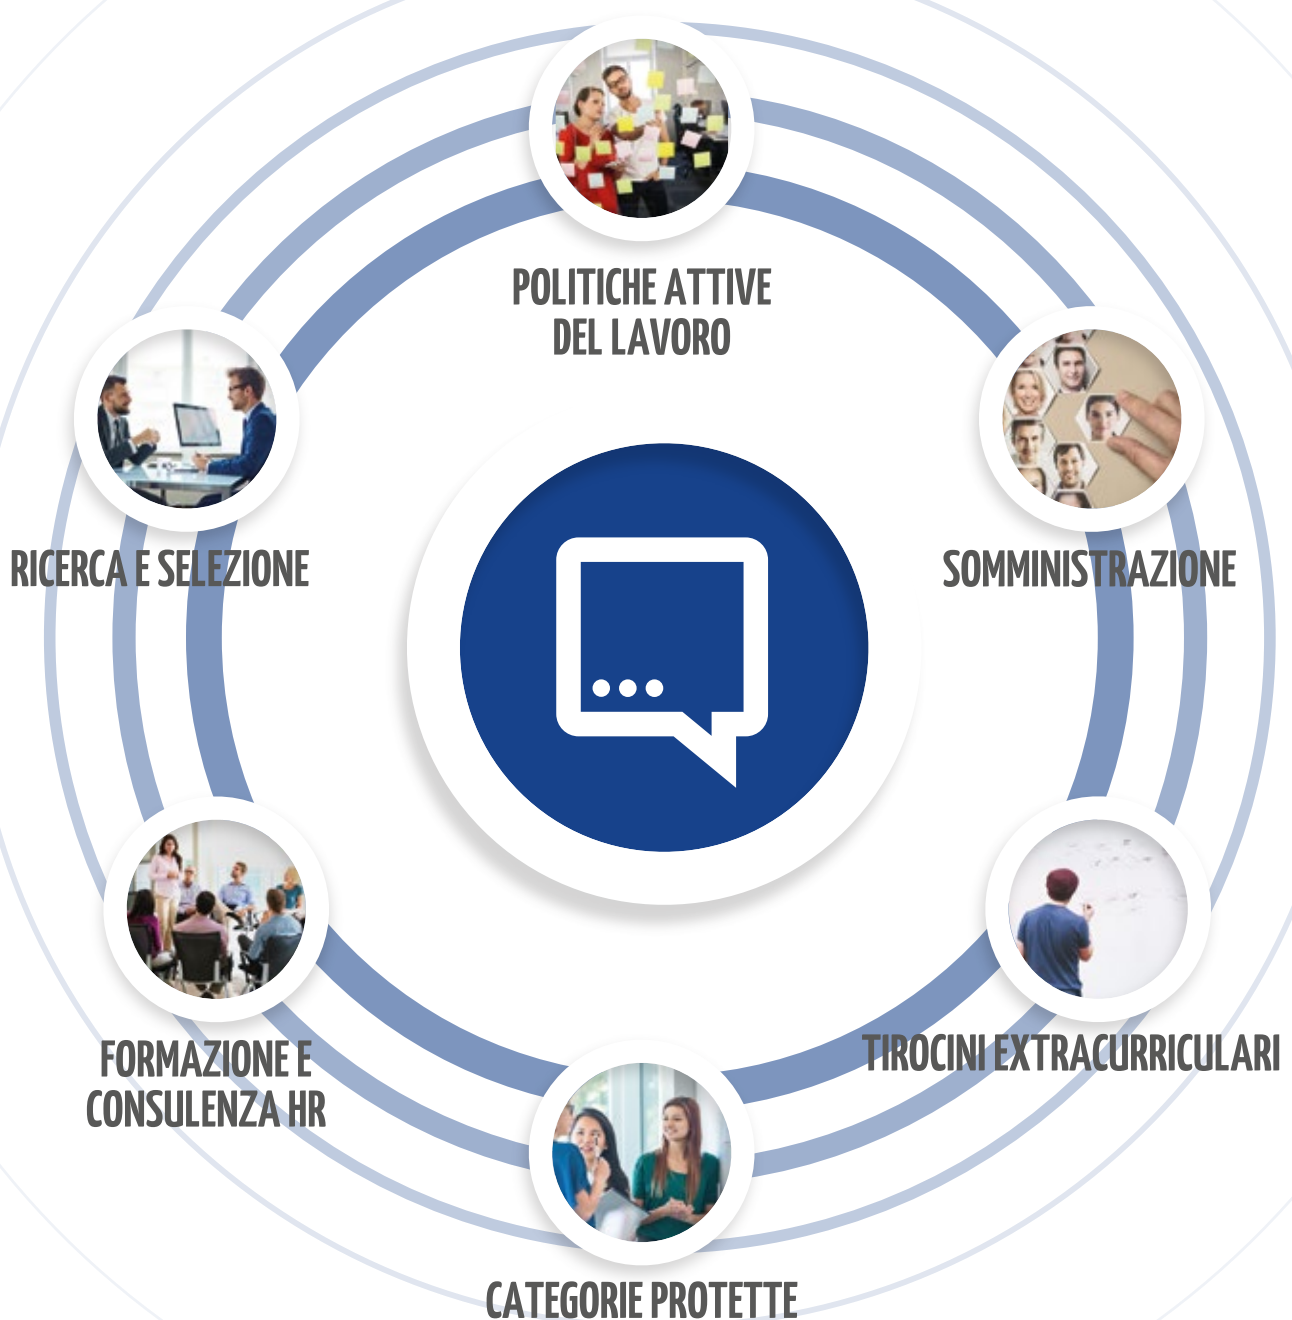 POLITICHE ATTIVE
DEL LAVORO
RICERCA E SELEZIONE
SOMMINISTRAZIONE
FORMAZIONE E
CONSULENZA HR
TIROCINI EXTRACURRICULARI
CATEGORIE PROTETTE